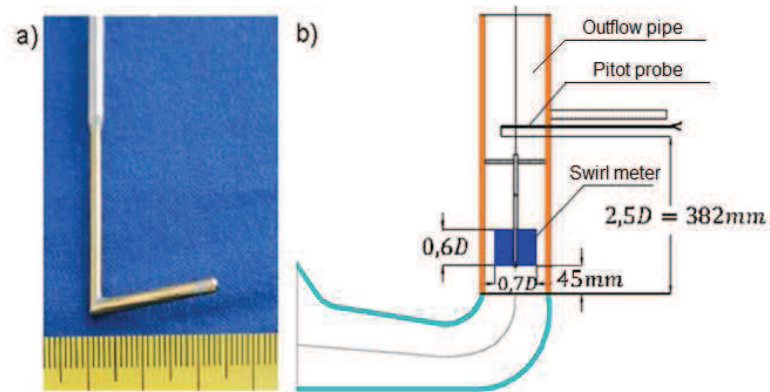 a)
b)
Outflow pipe
Pitot probe
Swirl meter
2,5D = 382mm
0,6D
0,7D
45mm